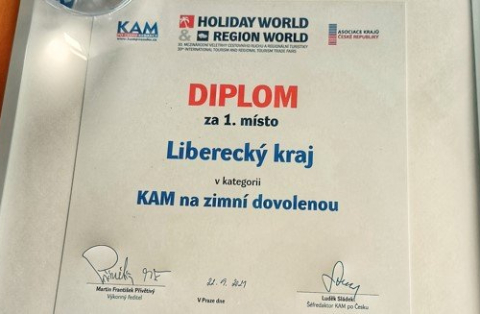 KAM
HOLIDAY WORLD
& REGION WORLD
ASOCIACE KRAJŮ
ČESKÉ REPUBLIKY
DIPLOM
za 1. místo
Liberecký kraj
v kategorii
KAM na zimní dovolenou
Martin František Přívětivý
Výkonný ředitel
V Praze dne
Luděk Sládek
Šéfredaktor KAM po Česku